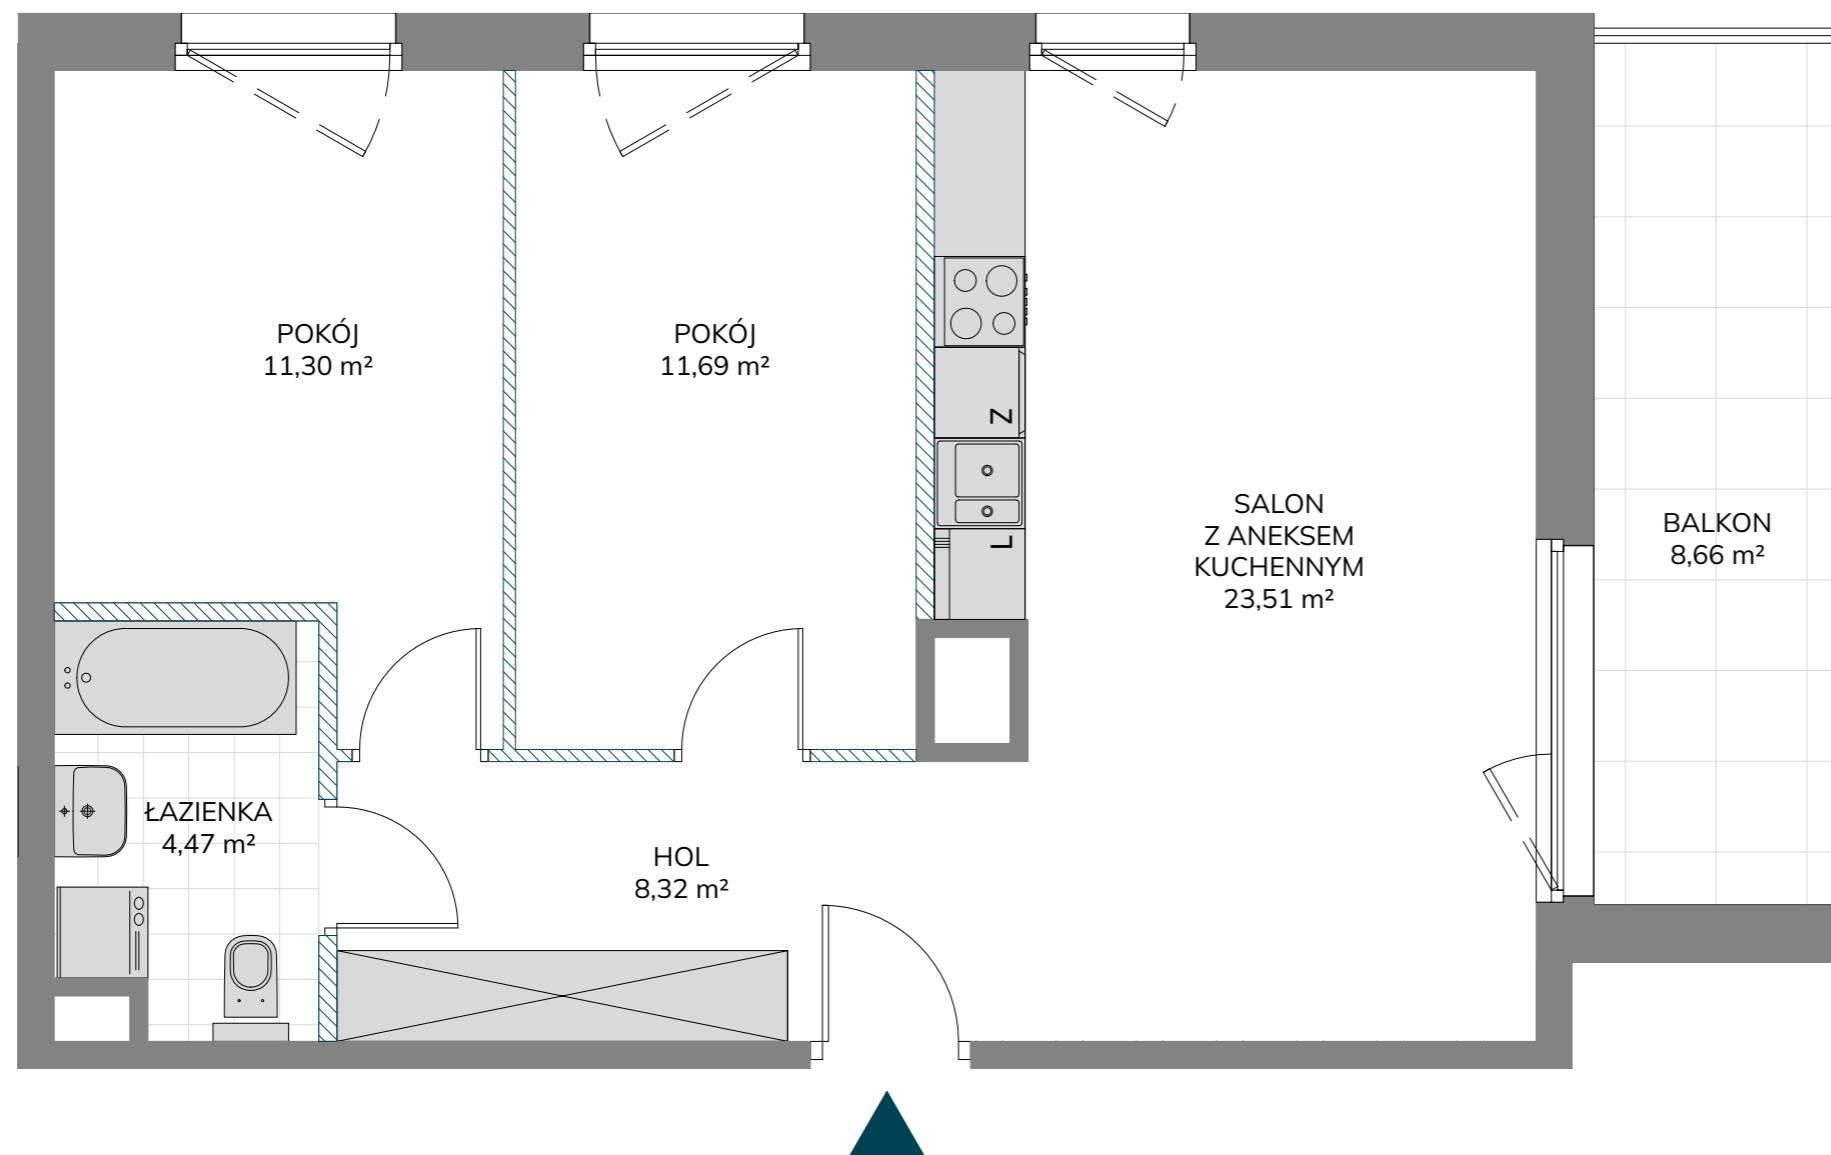 POKÓJ
11,30 m²
POKÓJ
11,69 m²
Z
L
SALON
Z ANEKSEM
KUCHENNYM
23,51 m²
BALKON
8,66 m²
ŁAZIENKA
4,47 m²
HOL
8,32 m²